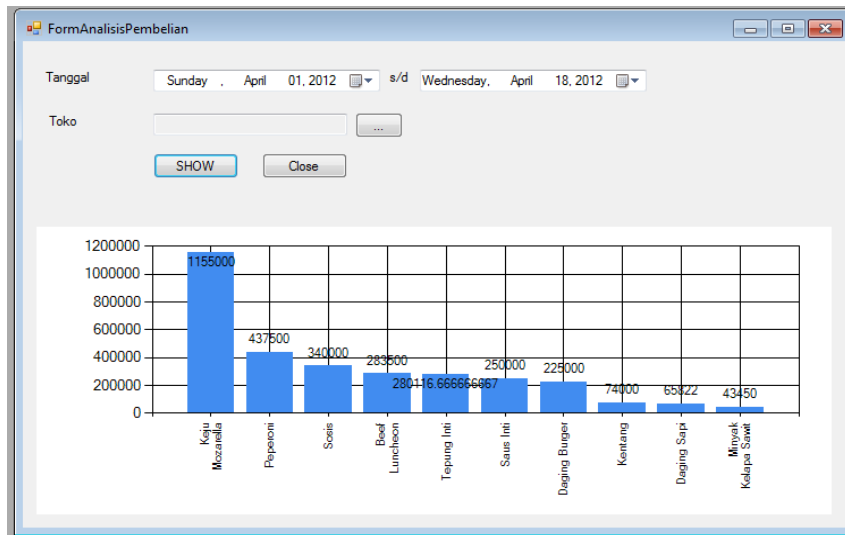 FormAnalisisPembelian
Tanggal
Sunday , April 01, 2012
s/d
Wednesday, April 18, 2012
Toko
...
SHOW
Close
1200000
1000000
800000
600000
400000
200000
0
1155000
437500
340000
283500
280116.666666667
250000
225000
74000
65822
43450
Keju
Mozarella
Peperoni
Sosis
Beef
Luncheon
Tepung Inti
Saus Inti
Daging Burger
Kentang
Daging Sapi
Minyak
Kelapa Sawit